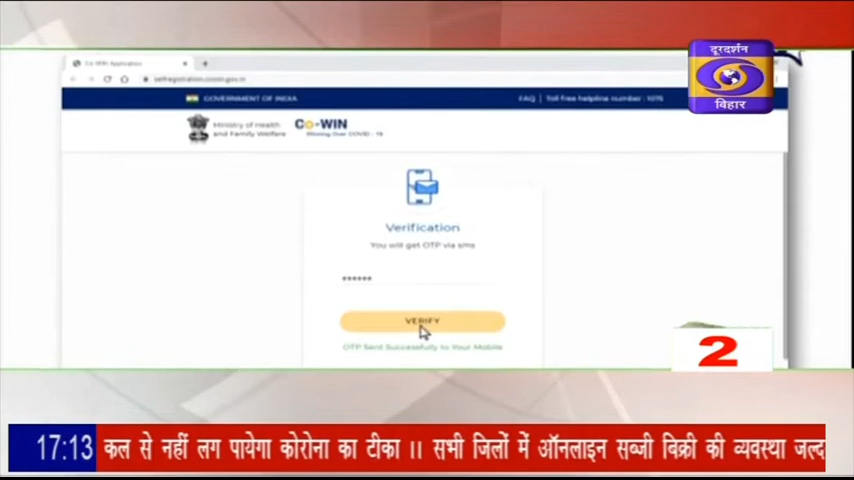 दूरदर्शन
बिहार
Co-WIN Application
selfregistration.cowin.gov.in
GOVERNMENT OF INDIA
FAQ | Toll free helpline number : 1075
Ministry of Health
and Family Welfare
Co-WIN
Winning Over COVID - 19
Verification
You will get OTP via sms
******
VERIFY
OTP Sent Successfully to Your Mobile
2
17:13 कल से नहीं लग पायेगा कोरोना का टीका ।। सभी जिलों में ऑनलाइन सब्जी बिक्री की व्यवस्था जल्द